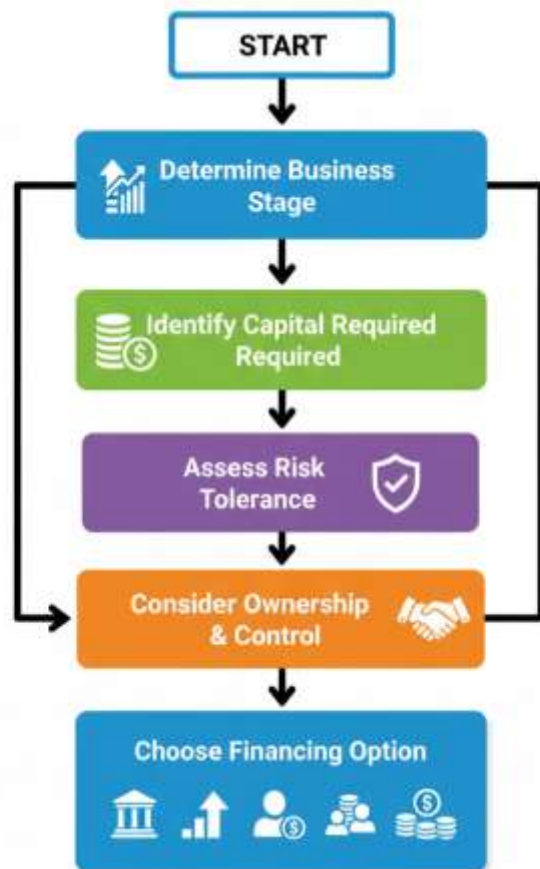 START
Determine Business
Stage
Identify Capital Required
Required
$
Assess Risk
Tolerance
Consider Ownership
& Control
Choose Financing Option
$
$